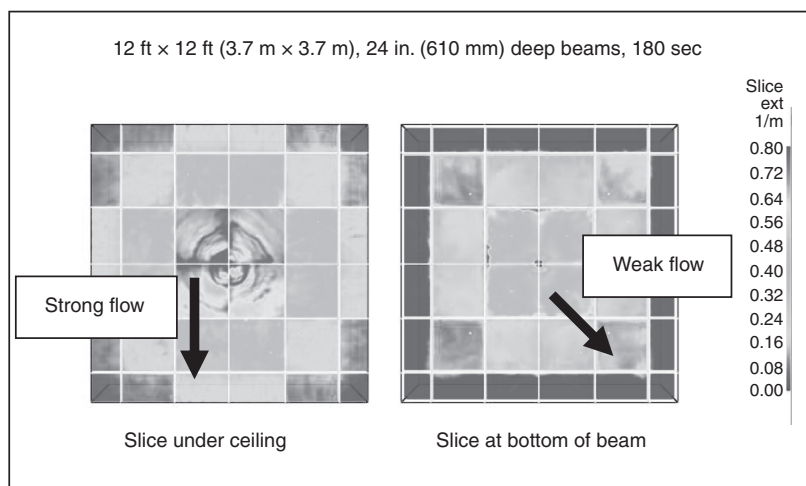 12 ft × 12 ft (3.7 m × 3.7 m), 24 in. (610 mm) deep beams, 180 sec
Slice
ext
1/m
0.80
0.72
0.64
0.56
0.48
0.40
0.32
0.24
0.16
0.08
0.00
Strong flow
Weak flow
Slice under ceiling
Slice at bottom of beam